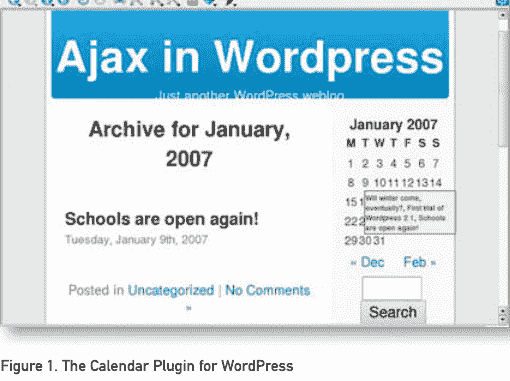 Ajax in Wordpress
Just another WordPress weblog
Archive for January,
2007
Schools are open again!
Tuesday, January 9th, 2007
Posted in Uncategorized | No Comments
»
January 2007
M T W T F S S
1 2 3 4 5 6 7
8 9 10 11 12 13 14
15 1
Will winter come,
eventually?, First trial of
Wordpress 2.1, Schools
are open again!
22 2
29 30 31
« Dec Feb »
Search
Figure 1. The Calendar Plugin for WordPress